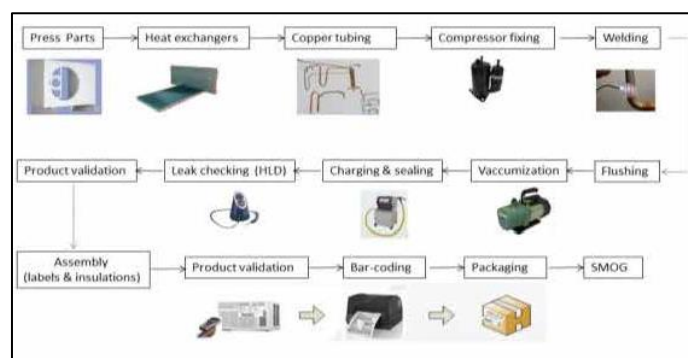 Press Parts
Heat exchangers
Copper tubing
Compressor fixing
Welding
Product validation
Leak checking (HLD)
Charging & sealing
Vaccumization
Flushing
Assembly
(labels & insulations)
Product validation
Bar-coding
Packaging
SMOG